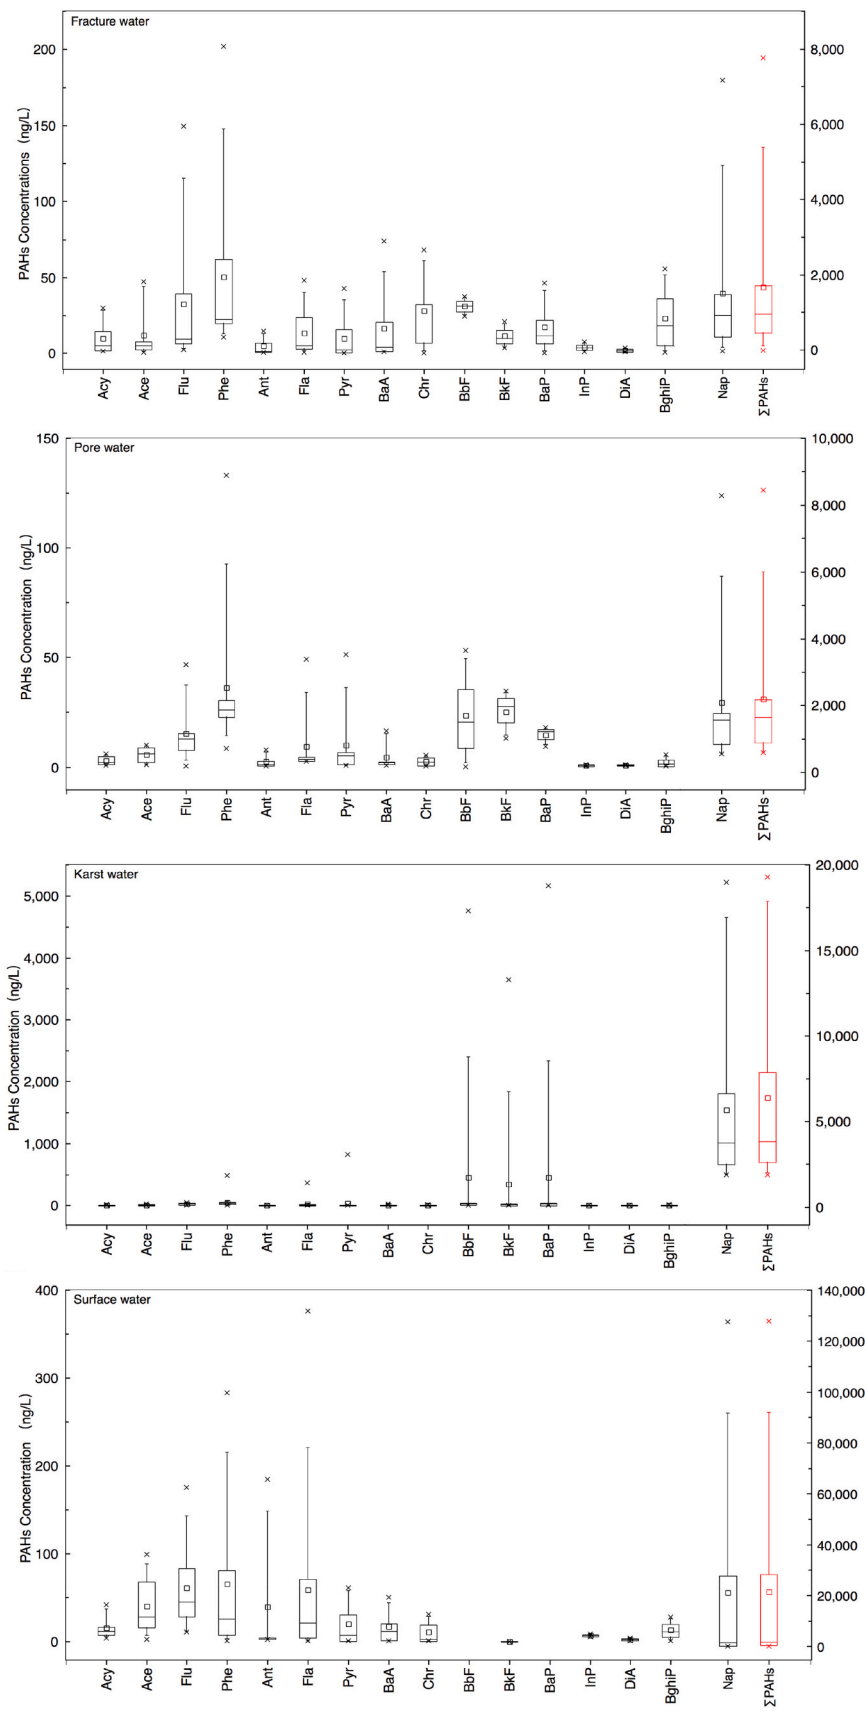 Fracture water
PAHs Concentrations (ng/L)
200
150
100
50
0
8,000
6,000
4,000
2,000
0
Acy
Ace
Flu
Phe
Ant
Fla
Pyr
BaA
Chr
BbF
BkF
BaP
InP
DiA
BghiP
Nap
ΣPAHs
Pore water
PAHs Concentration (ng/L)
150
100
50
0
10,000
8,000
6,000
4,000
2,000
0
Acy
Ace
Flu
Phe
Ant
Fla
Pyr
BaA
Chr
BbF
BkF
BaP
InP
DiA
BghiP
Nap
ΣPAHs
Karst water
PAHs Concentration (ng/L)
5,000
4,000
3,000
2,000
1,000
0
20,000
15,000
10,000
5,000
0
Acy
Ace
Flu
Phe
Ant
Fla
Pyr
BaA
Chr
BbF
BkF
BaP
InP
DiA
BghiP
Nap
ΣPAHs
Surface water
PAHs Concentration (ng/L)
400
300
200
100
0
140,000
120,000
100,000
80,000
60,000
40,000
20,000
0
Acy
Ace
Flu
Phe
Ant
Fla
Pyr
BaA
Chr
BbF
BkF
BaP
InP
DiA
BghiP
Nap
ΣPAHs